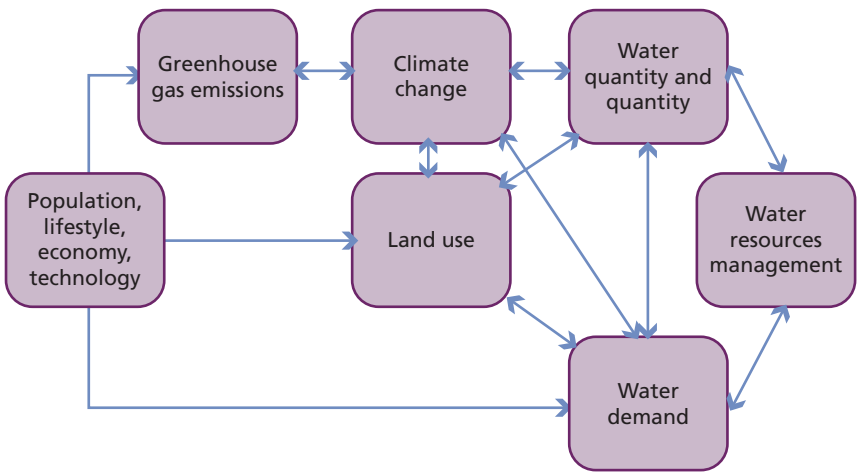 Greenhouse
gas emissions
Climate
change
Water
quantity and
quantity
Population,
lifestyle,
economy,
technology
Land use
Water
resources
management
Water
demand